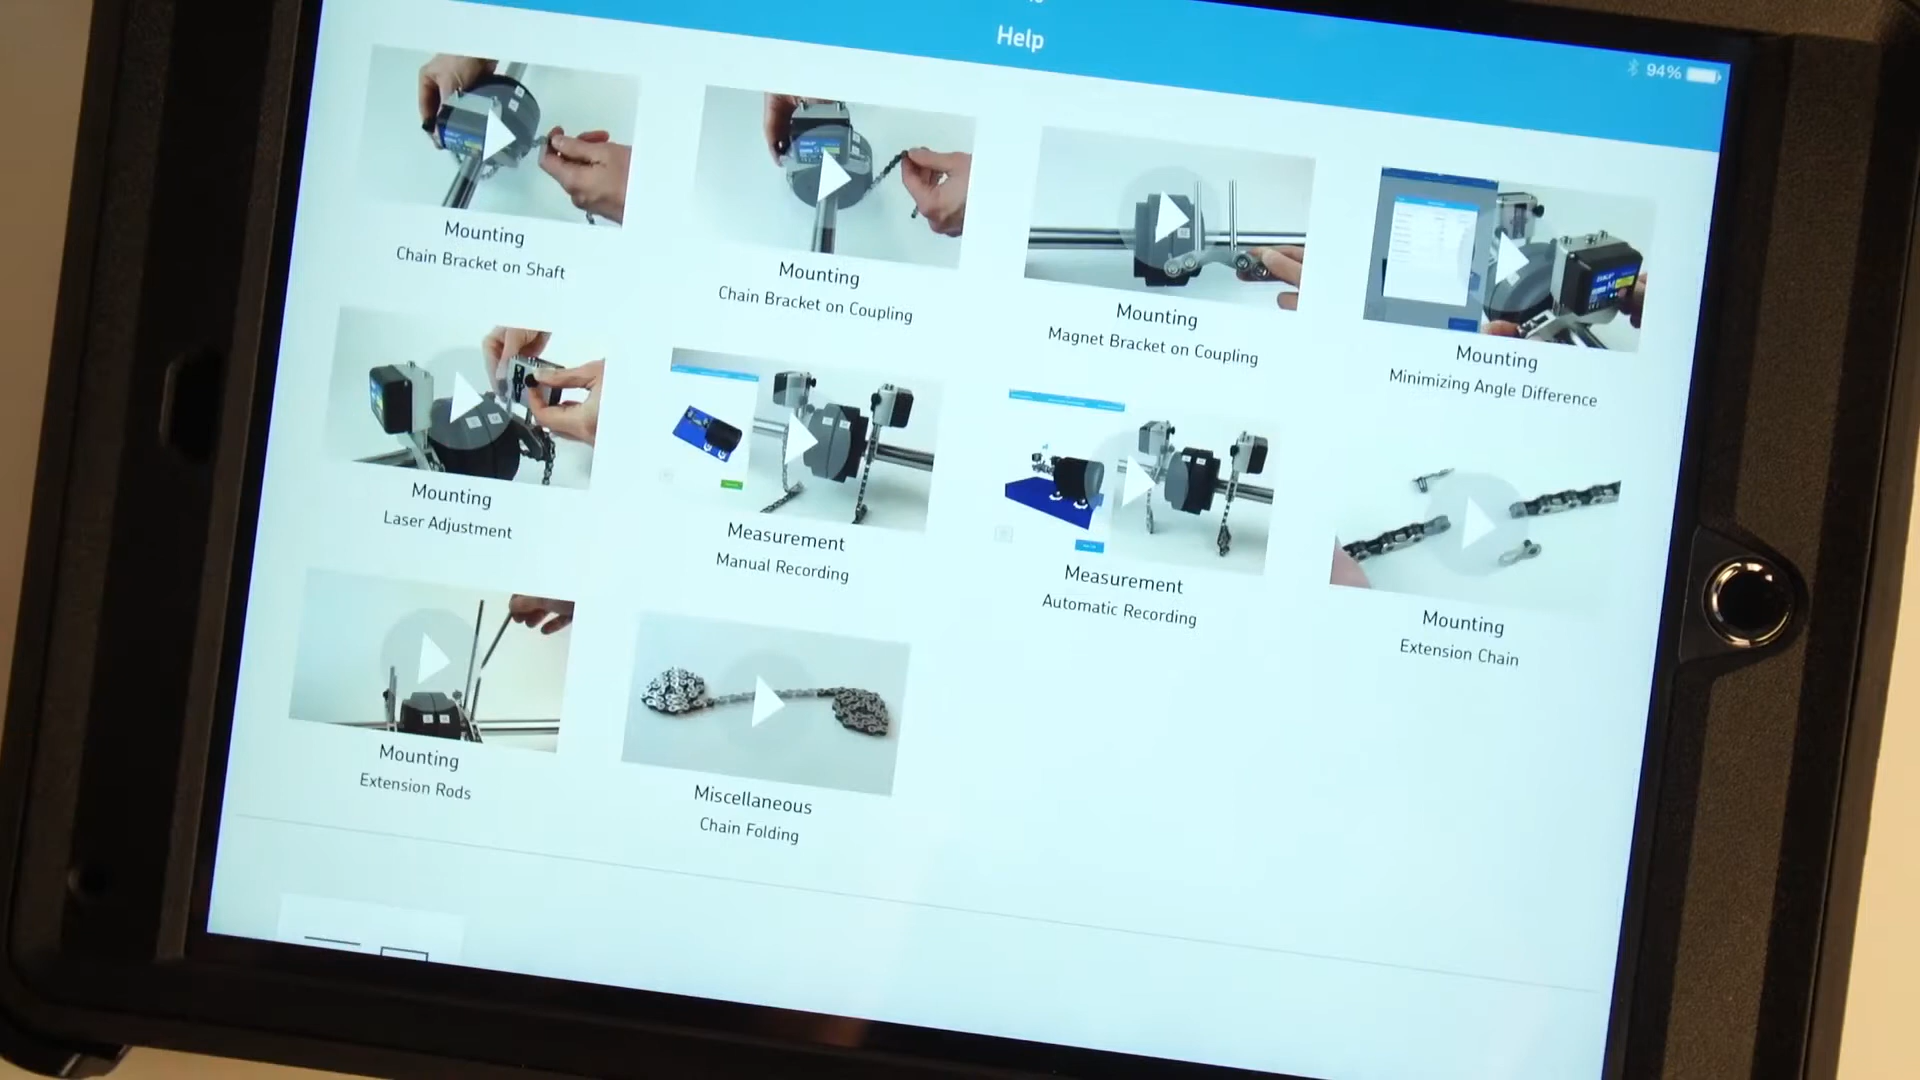 Help
94%
Mounting
Chain Bracket on Shaft
Mounting
Chain Bracket on Coupling
Mounting
Magnet Bracket on Coupling
Mounting
Minimizing Angle Difference
Mounting
Laser Adjustment
Measurement
Manual Recording
Measurement
Automatic Recording
Mounting
Extension Chain
Mounting
Extension Rods
Miscellaneous
Chain Folding